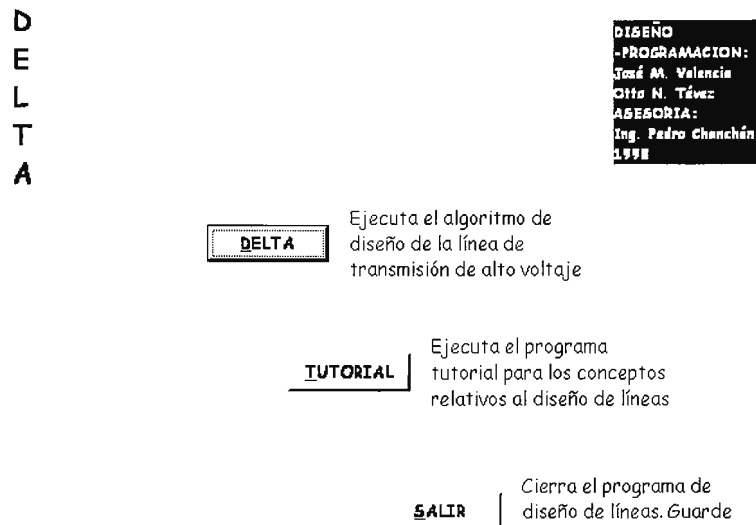 D
E
L
T
A
DISEÑO
-PROGRAMACION:
José M. Valencia
Otto N. Tévez
ASESORIA:
Ing. Pedro
1998
DELTA
Ejecuta el algoritmo de
diseño de la línea de
transmisión de alto voltaje
TUTORIAL
Ejecuta el programa
tutorial para los conceptos
relativos al diseño de líneas
SALIR
Cierra el programa de
diseño de líneas. Guarde